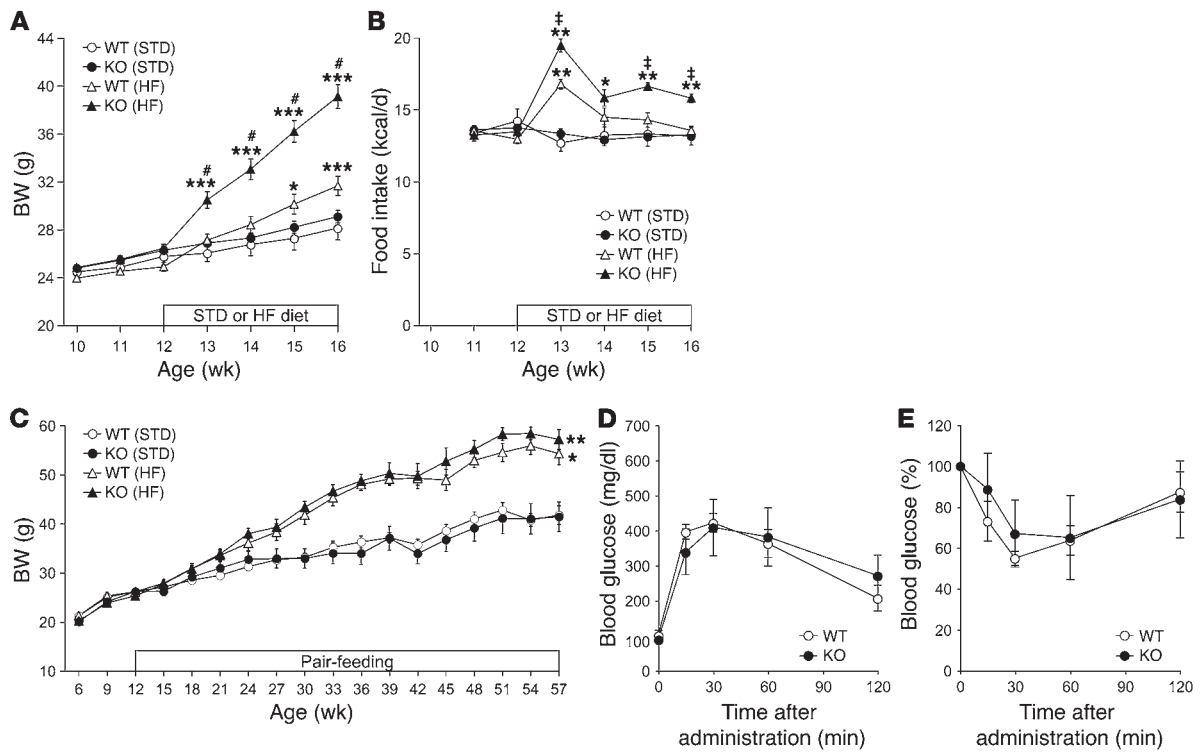 A
WT (STD)
KO (STD)
WT (HF)
KO (HF)
BW (g)
44
40
36
32
28
24
20
#
***
#
***
#
***
*
#
***
***
STD or HF diet
10 11 12 13 14 15 16
Age (wk)
B
Food intake (kcal/d)
20
15
10
5
0
‡
**
**
*
‡
**
‡
**
WT (STD)
KO (STD)
WT (HF)
KO (HF)
STD or HF diet
10 11 12 13 14 15 16
Age (wk)
C
WT (STD)
KO (STD)
WT (HF)
KO (HF)
BW (g)
60
50
40
30
20
10
**
*
Pair-feeding
6 9 12 15 18 21 24 27 30 33 36 39 42 45 48 51 54 57
Age (wk)
D
Blood glucose (mg/dl)
700
600
500
400
300
200
100
0
WT
KO
0 30 60 90 120
Time after
administration (min)
E
Blood glucose (%)
120
100
80
60
40
20
0
WT
KO
0 30 60 90 120
Time after
administration (min)